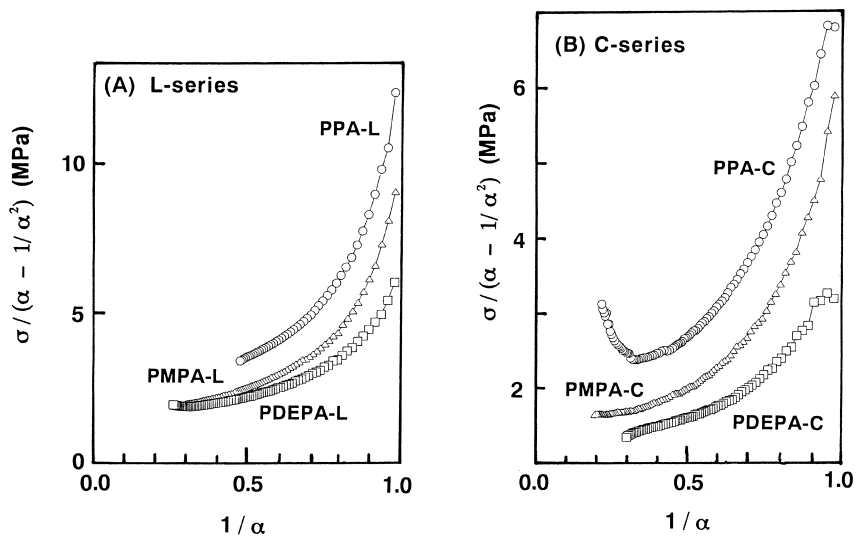 (A) L-series
PPA-L
PMPA-L
PDEPA-L
10
5
0
0.0
0.5
1.0
1 / α
σ / (α − 1/ α²) (MPa)
(B) C-series
PPA-C
PMPA-C
PDEPA-C
6
4
2
0.0
0.5
1.0
1 / α
σ / (α − 1/ α²) (MPa)